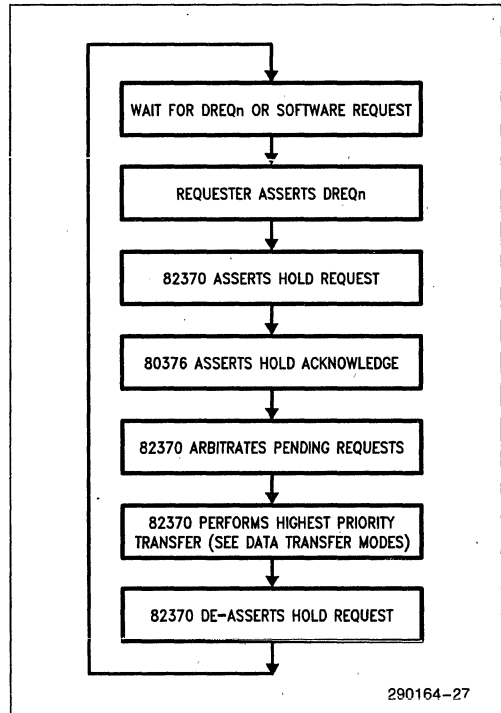 WAIT FOR DREQn OR SOFTWARE REQUEST
REQUESTER ASSERTS DREQn
82370 ASSERTS HOLD REQUEST
80376 ASSERTS HOLD ACKNOWLEDGE
82370 ARBITRATES PENDING REQUESTS
82370 PERFORMS HIGHEST PRIORITY
TRANSFER (SEE DATA TRANSFER MODES)
82370 DE-ASSERTS HOLD REQUEST
290164-27